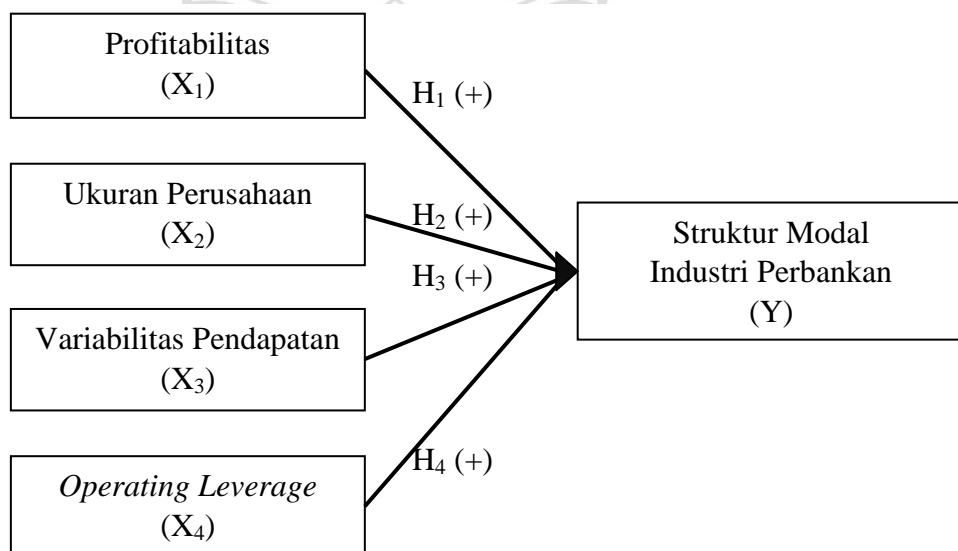 Profitabilitas
(X₁)
H₁ (+)
Ukuran Perusahaan
(X₂)
H₂ (+)
Struktur Modal
Industri Perbankan
(Y)
H₃ (+)
Variabilitas Pendapatan
(X₃)
H₄ (+)
Operating Leverage
(X₄)